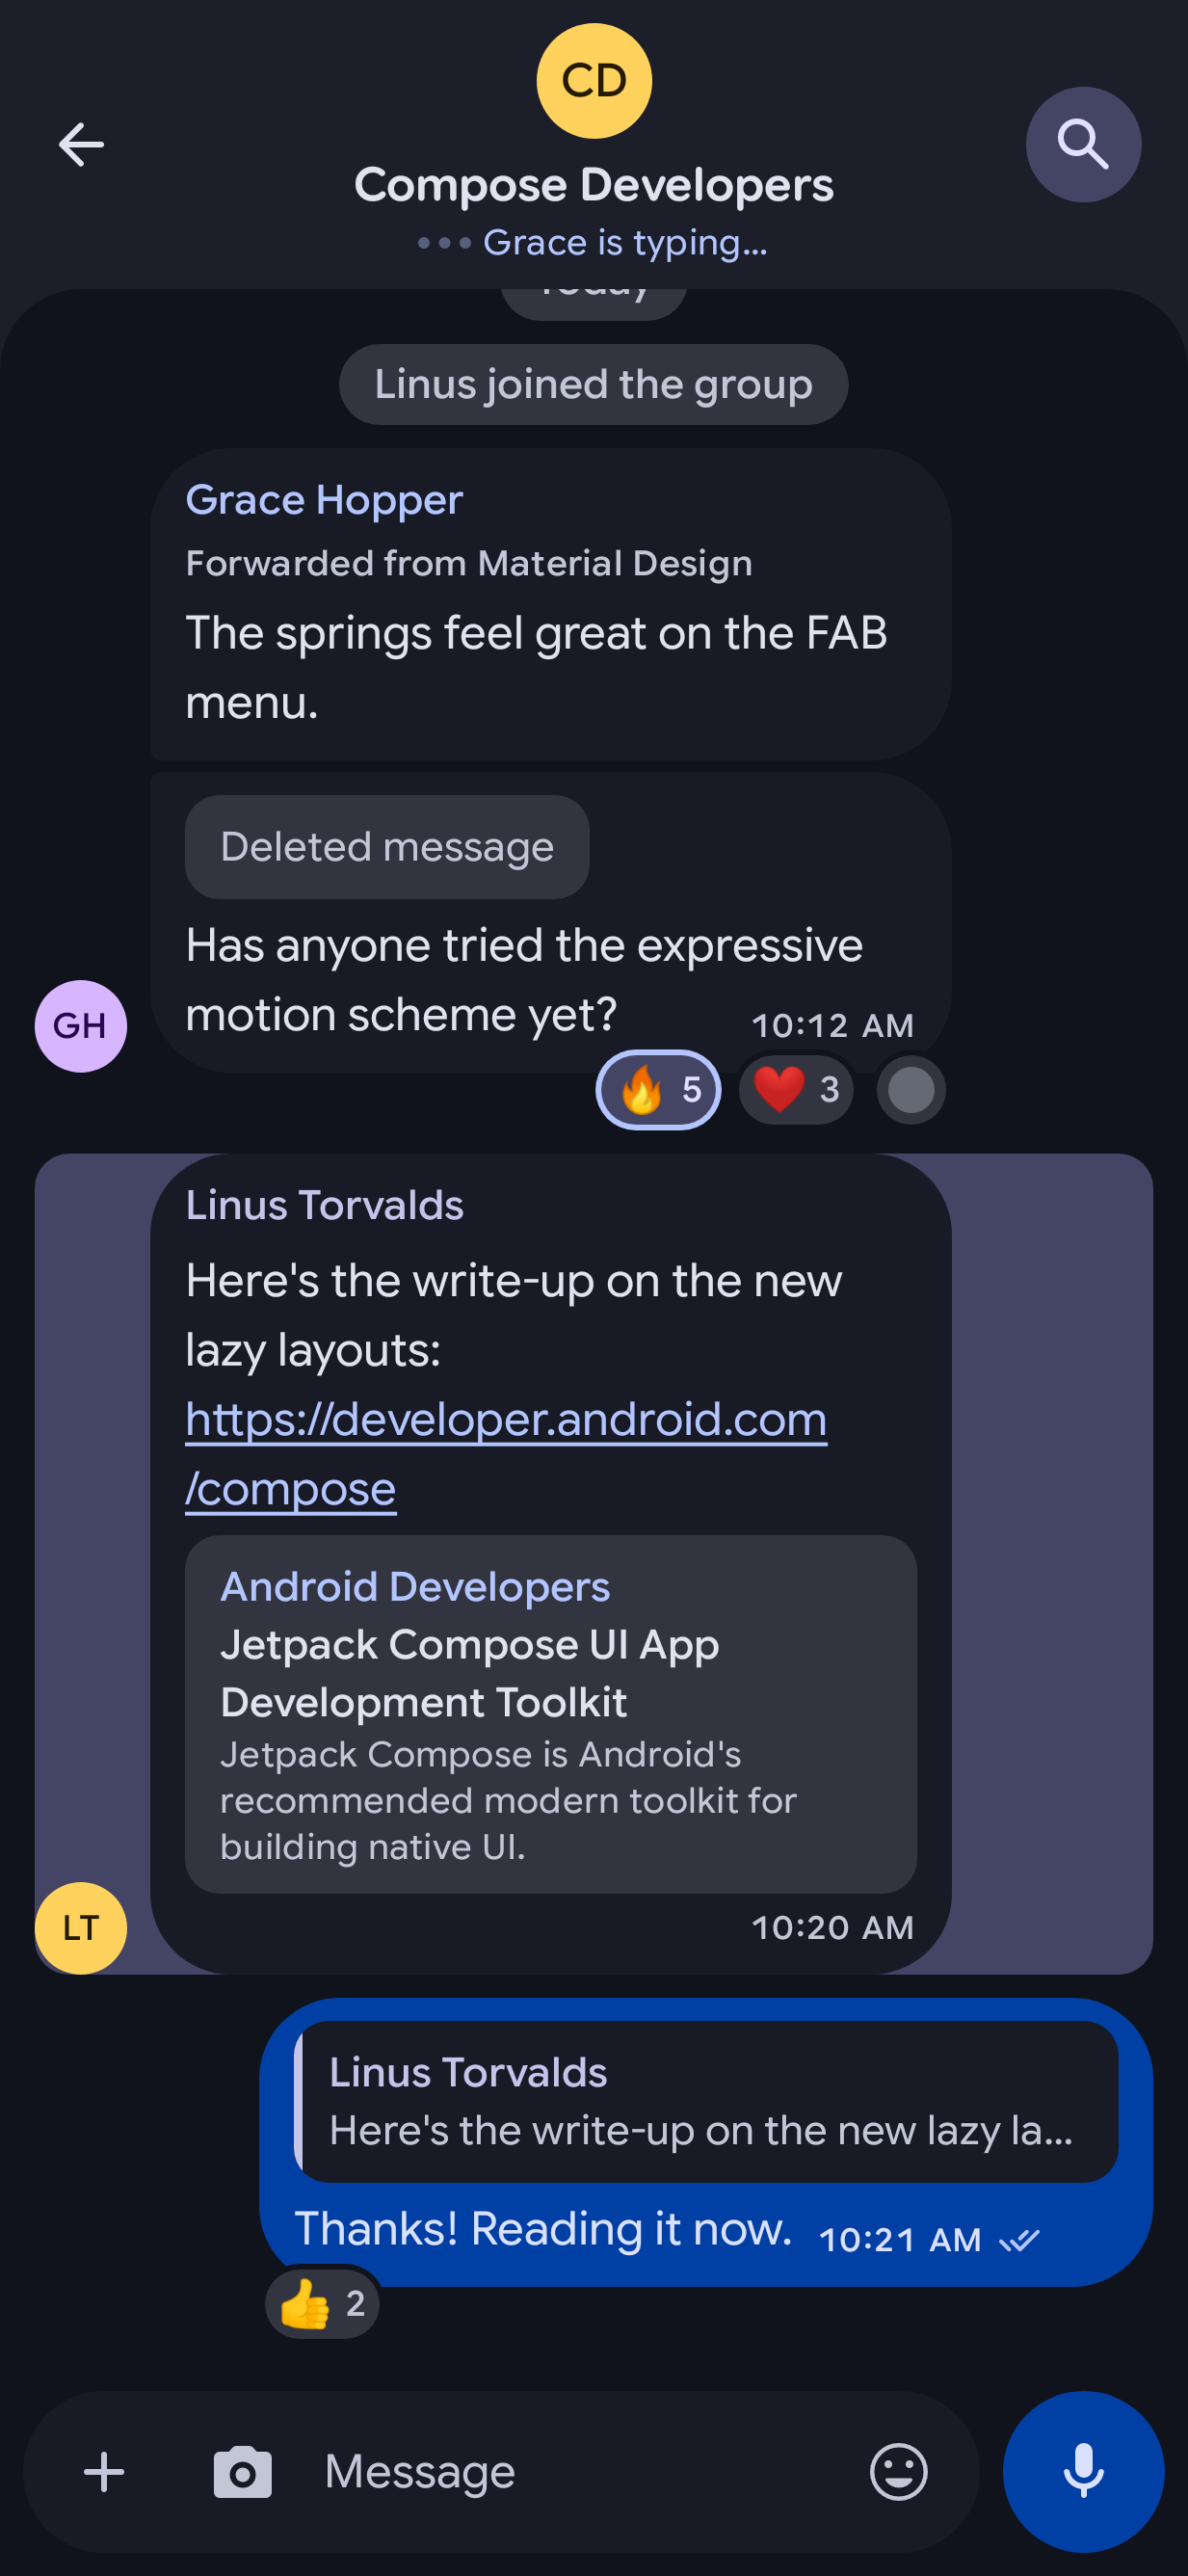 CD
Compose Developers
Grace is typing...
Today
Linus joined the group
Grace Hopper
Forwarded from Material Design
The springs feel great on the FAB
menu.
Deleted message
Has anyone tried the expressive
motion scheme yet?
10:12 AM
GH
🔥 5
❤️ 3
Linus Torvalds
Here's the write-up on the new
lazy layouts:
https://developer.android.com
/compose
Android Developers
Jetpack Compose UI App
Development Toolkit
Jetpack Compose is Android's
recommended modern toolkit for
building native UI.
10:20 AM
LT
Linus Torvalds
Here's the write-up on the new lazy la...
Thanks! Reading it now.
10:21 AM
👍 2
Message